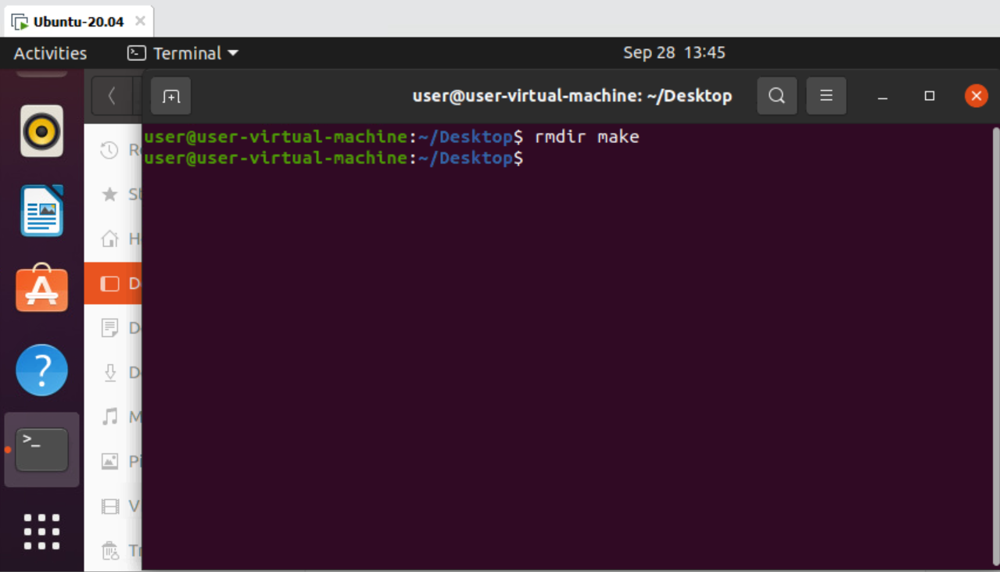 Ubuntu-20.04
Activities
Terminal
Sep 28 13:45
user@user-virtual-machine: ~/Desktop
user@user-virtual-machine:~/Desktop$ rmdir make
user@user-virtual-machine:~/Desktop$